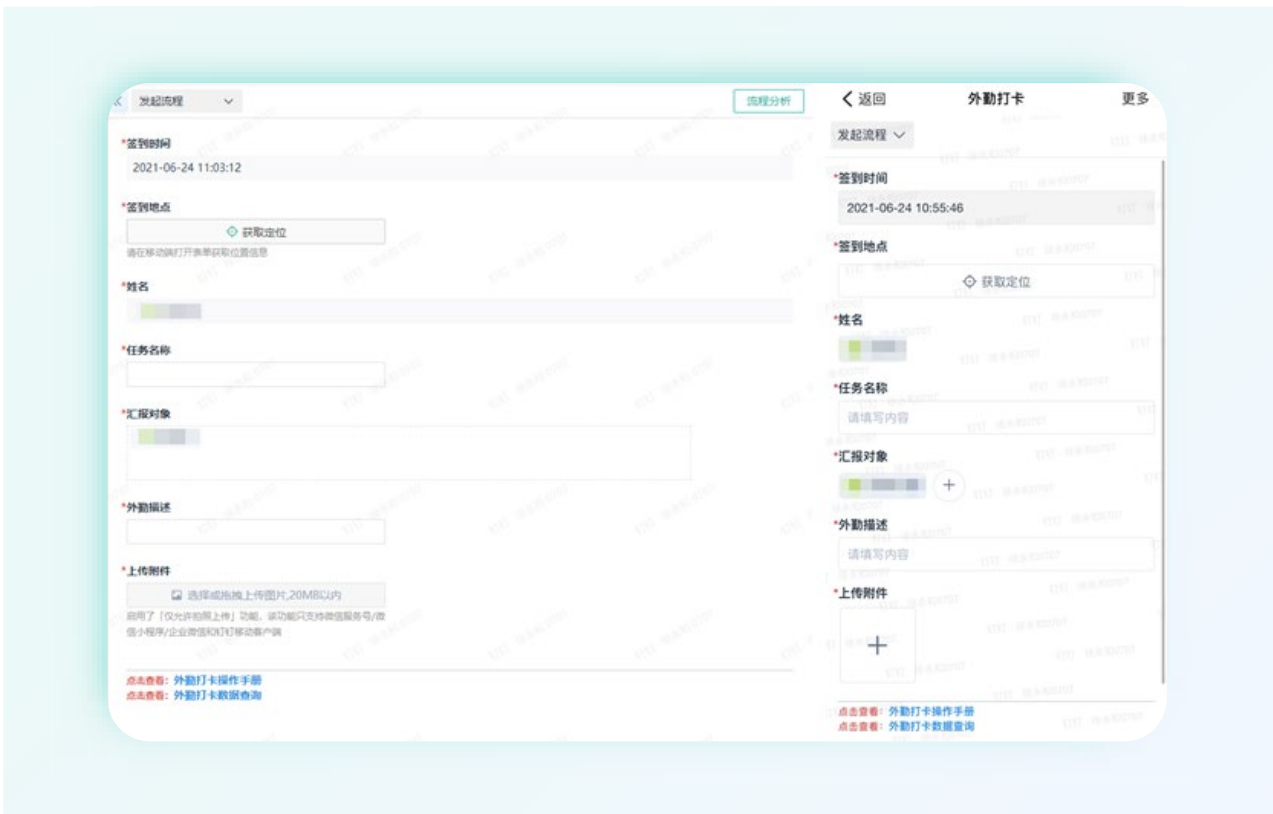 发起流程
流程分析
*签到时间
2021-06-24 11:03:12
*签到地点
获取定位
请在移动端打开表单获取位置信息
*姓名
*任务名称
*汇报对象
*外勤描述
*上传附件
选择或拖拽上传图片,20MB以内
启用了「仅允许拍照上传」功能，该功能只支持微信服务号/微
信小程序/企业微信和钉钉移动客户端
点击查看：外勤打卡操作手册
点击查看：外勤打卡数据查询
返回
外勤打卡
更多
发起流程
*签到时间
2021-06-24 10:55:46
*签到地点
获取定位
*姓名
*任务名称
请填写内容
*汇报对象
*外勤描述
请填写内容
*上传附件
点击查看：外勤打卡操作手册
点击查看：外勤打卡数据查询